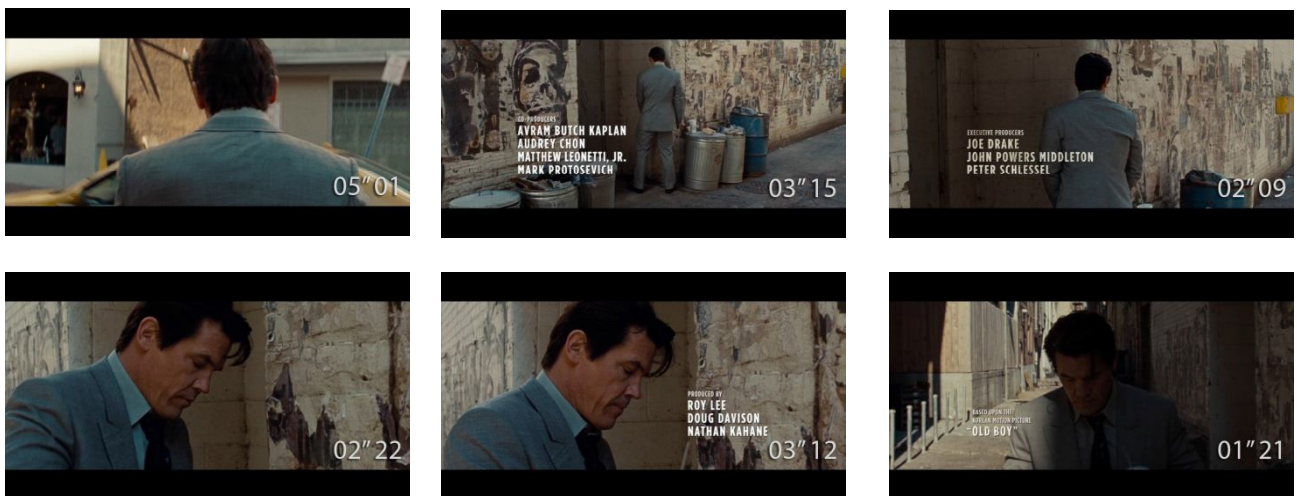 05” 01
CO-PRODUCERS
AVRAM BUTCH KAPLAN
AUDREY CHON
MATTHEW LEONETTI, JR.
MARK PROTOSEVICH
03” 15
EXECUTIVE PRODUCERS
JOE DRAKE
JOHN POWERS MIDDLETON
PETER SCHLESSEL
02” 09
02” 22
PRODUCED BY
ROY LEE
DOUG DAVISON
NATHAN KAHANE
03” 12
BASED UPON THE
KOREAN MOTION PICTURE
“OLD BOY”
01” 21